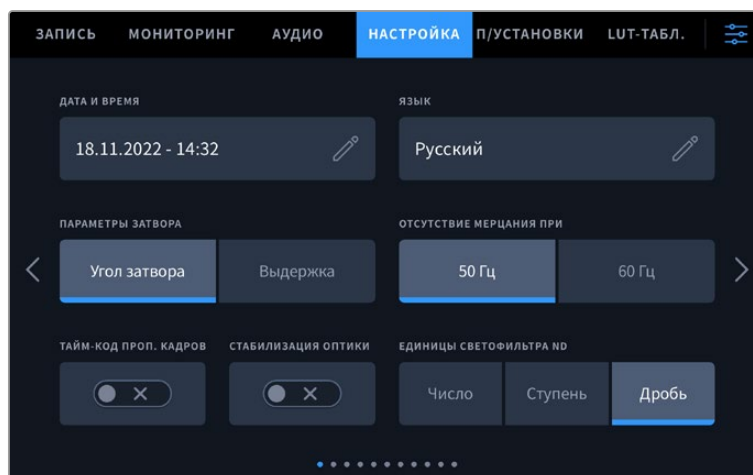 ЗАПИСЬ МОНИТОРИНГ АУДИО НАСТРОЙКА П/УСТАНОВКИ LUT-ТАБЛ.
ДАТА И ВРЕМЯ ЯЗЫК
18.11.2022 - 14:32 Русский
ПАРАМЕТРЫ ЗАТВОРА ОТСУТСТВИЕ МЕРЦАНИЯ ПРИ
Угол затвора Выдержка 50 Гц 60 Гц
ТАЙМ-КОД ПРОП. КАДРОВ СТАБИЛИЗАЦИЯ ОПТИКИ ЕДИНИЦЫ СВЕТОФИЛЬТРА ND
Число Ступень Дробь